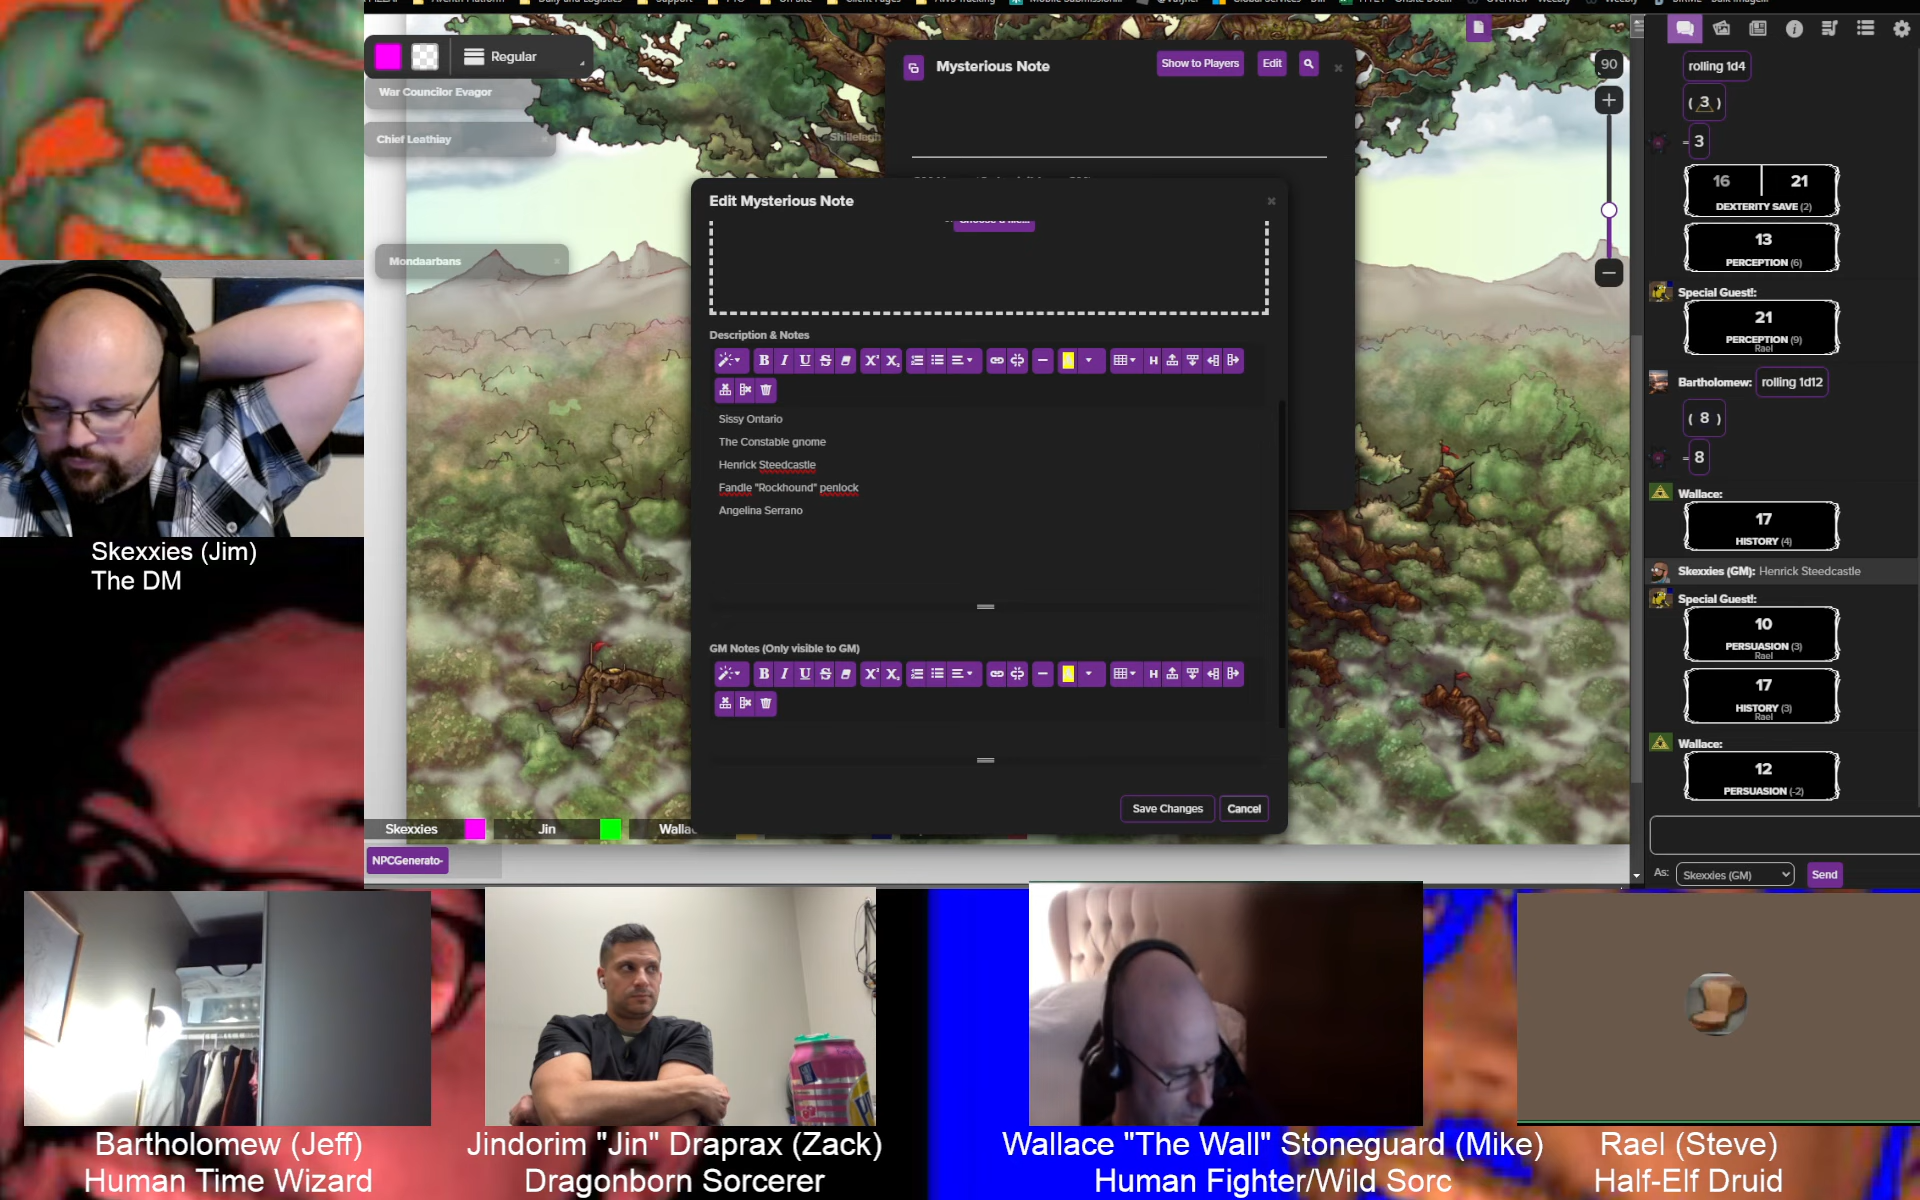 Regular
War Councilor Evagor
Chief Leathiay
Mondaarbans
Shillelagh
Mysterious Note
Show to Players
Edit
90
Edit Mysterious Note
Description & Notes
Sissy Ontario
The Constable gnome
Henrick Steedcastle
Fandle "Rockhound" penlock
Angelina Serrano
GM Notes (Only visible to GM)
Save Changes
Cancel
Skexxies
Jin
NPCGenerato-
rolling 1d4
( 3 )
=3
16 21
DEXTERITY SAVE (2)
13
PERCEPTION (6)
Special Guest!:
21
PERCEPTION (9)
Rael
Bartholomew: rolling 1d12
( 8 )
=8
Wallace:
17
HISTORY (4)
Skexxies (GM): Henrick Steedcastle
Special Guest!:
10
PERSUASION (3)
Rael
17
HISTORY (3)
Rael
Wallace:
12
PERSUASION (-2)
As:
Skexxies (GM)
Send
Skexxies (Jim)
The DM
Bartholomew (Jeff)
Human Time Wizard
Jindorim "Jin" Draprax (Zack)
Dragonborn Sorcerer
Wallace "The Wall" Stoneguard (Mike)
Human Fighter/Wild Sorc
Rael (Steve)
Half-Elf Druid